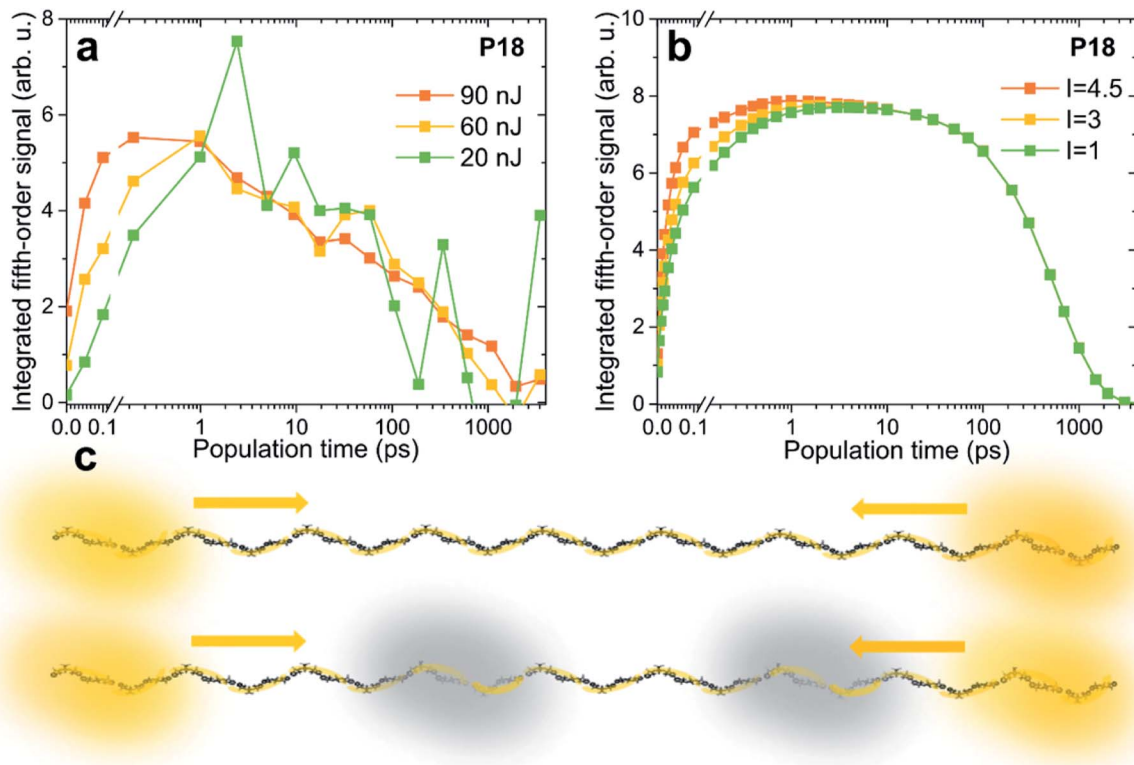 a
P18
90 nJ
60 nJ
20 nJ
Integrated fifth-order signal (arb. u.)
8
6
4
2
0
0.0 0.1 1 10 100 1000
Population time (ps)
b
P18
I=4.5
I=3
I=1
Integrated fifth-order signal (arb. u.)
10
8
6
4
2
0
0.0 0.1 1 10 100 1000
Population time (ps)
c